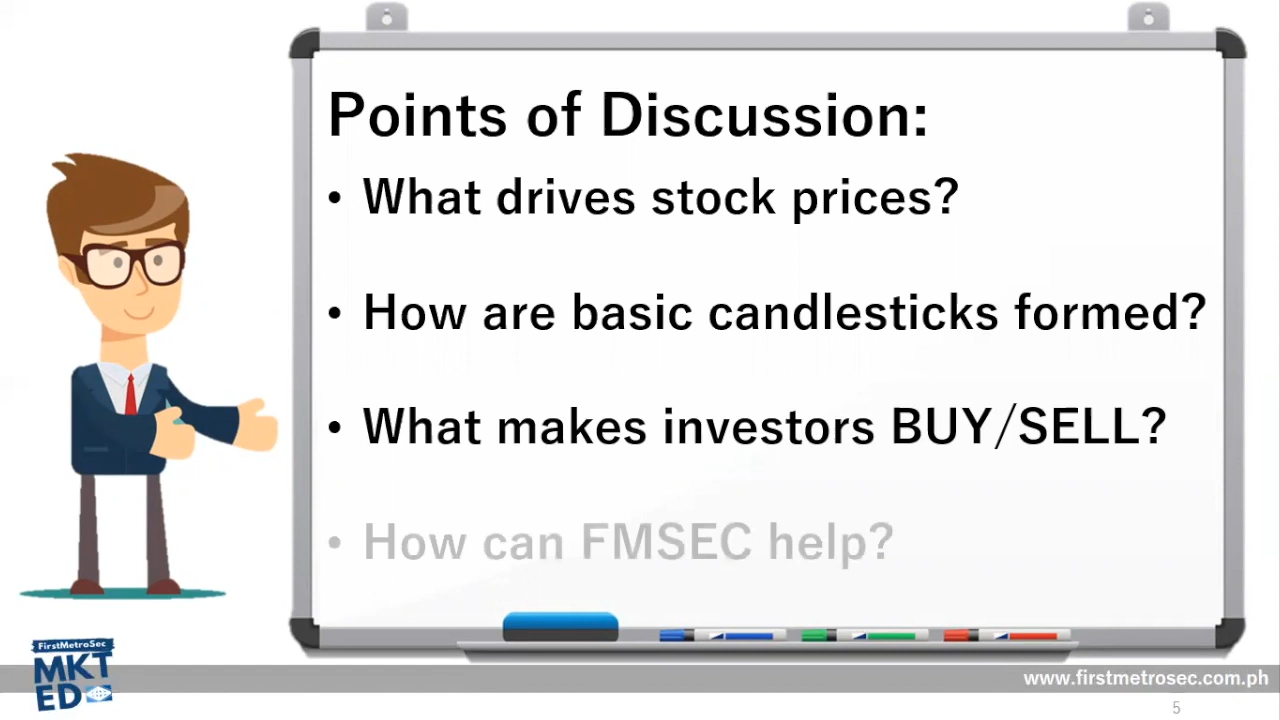 Points of Discussion:
• What drives stock prices?
• How are basic candlesticks formed?
• What makes investors BUY/SELL?
• How can FMSEC help?
FirstMetroSec
MKT
ED
www.firstmetrosec.com.ph
5